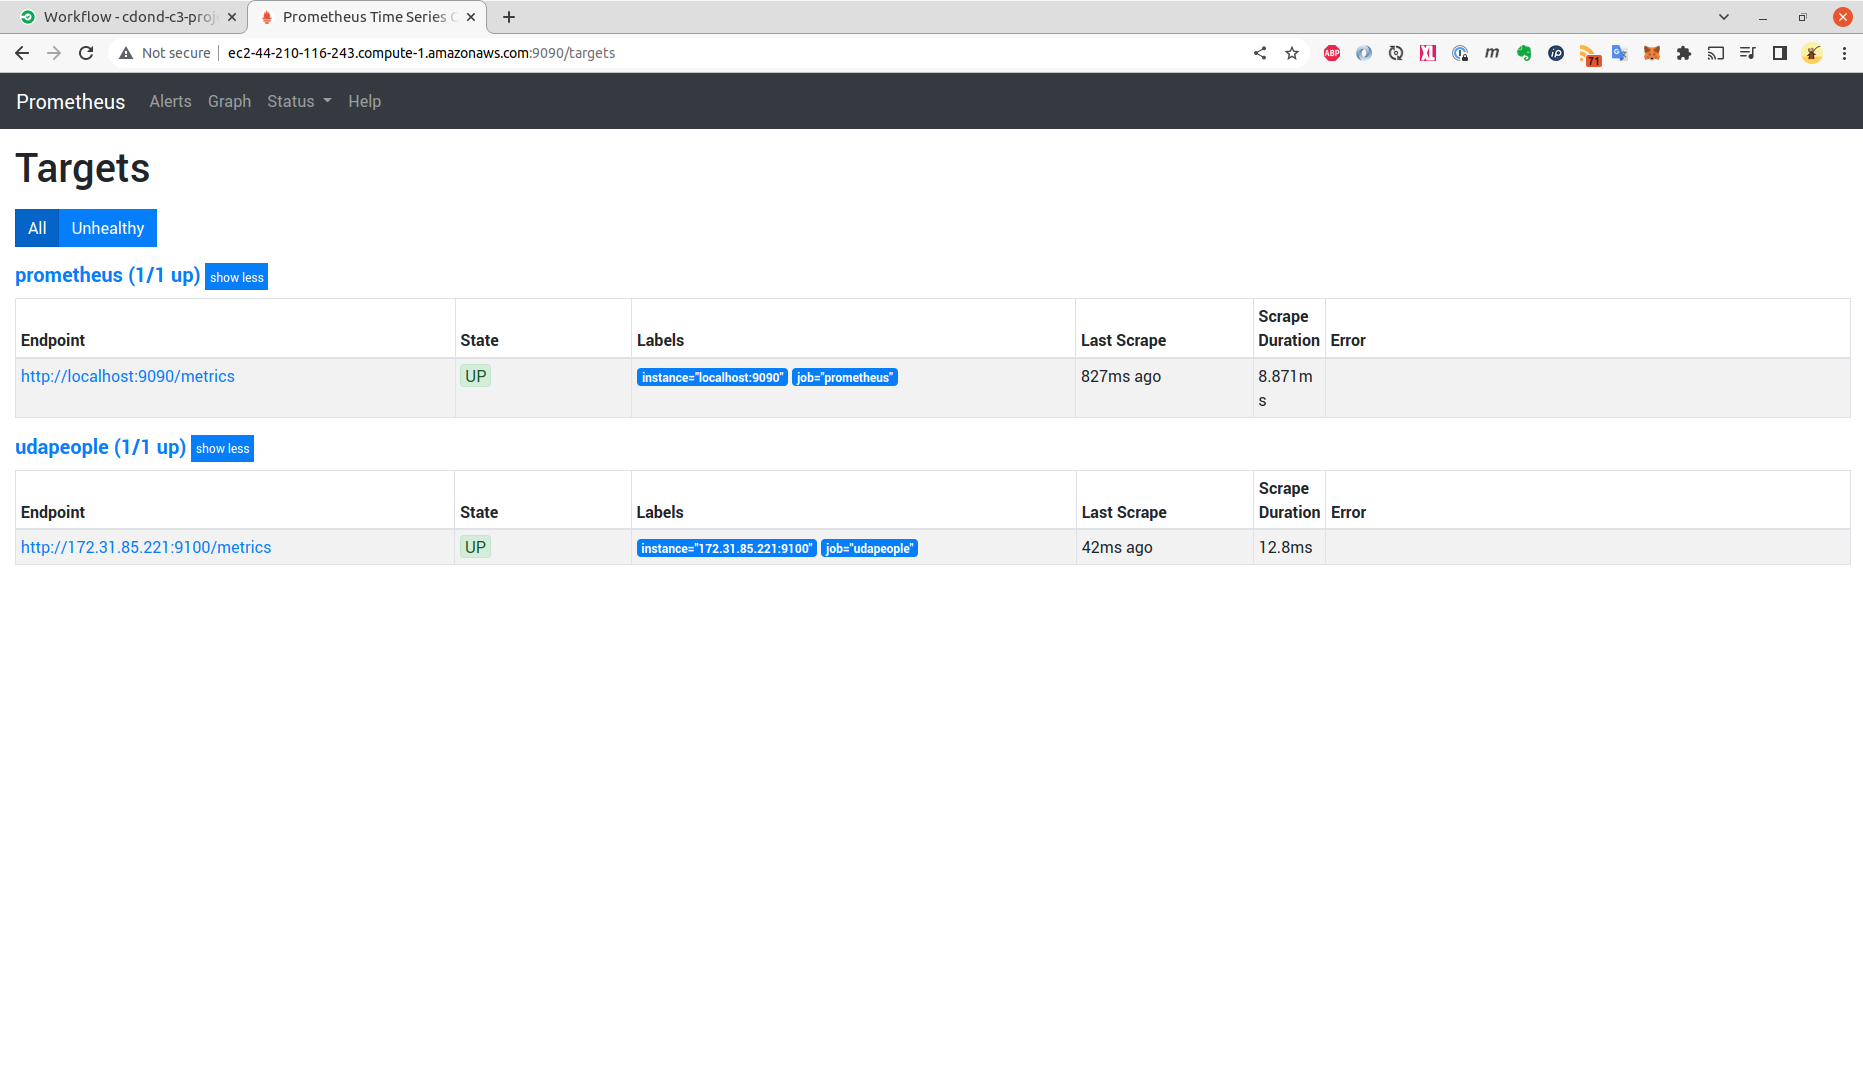 Workflow - cdond-c3-proj
Prometheus Time Series C
Not secure ec2-44-210-116-243.compute-1.amazonaws.com:9090/targets
ABP
XL
m
iP
71
Prometheus Alerts Graph Status Help
Targets
All Unhealthy
prometheus (1/1 up) show less
Endpoint State Labels Last Scrape Scrape Duration Error
http://localhost:9090/metrics UP instance="localhost:9090" job="prometheus" 827ms ago 8.871ms
udapeople (1/1 up) show less
Endpoint State Labels Last Scrape Scrape Duration Error
http://172.31.85.221:9100/metrics UP instance="172.31.85.221:9100" job="udapeople" 42ms ago 12.8ms